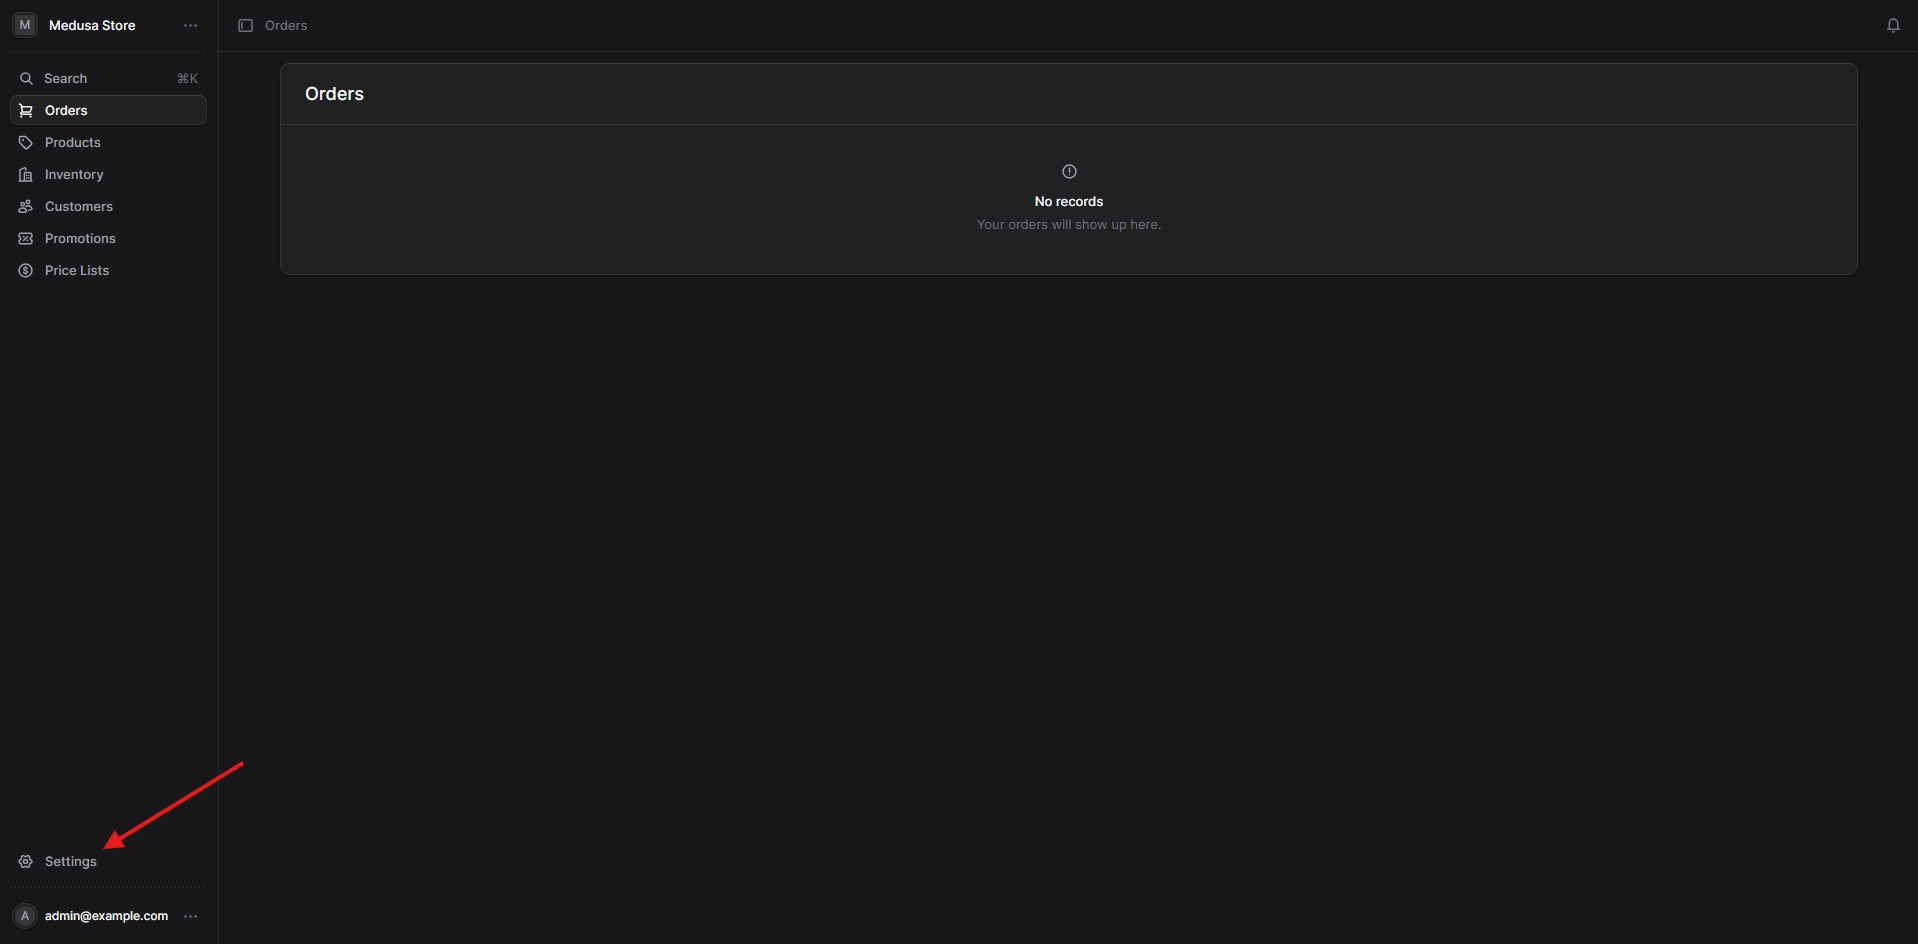 M Medusa Store
Search ⌘K
Orders
Products
Inventory
Customers
Promotions
Price Lists
Settings
A admin@example.com
Orders
Orders
No records
Your orders will show up here.